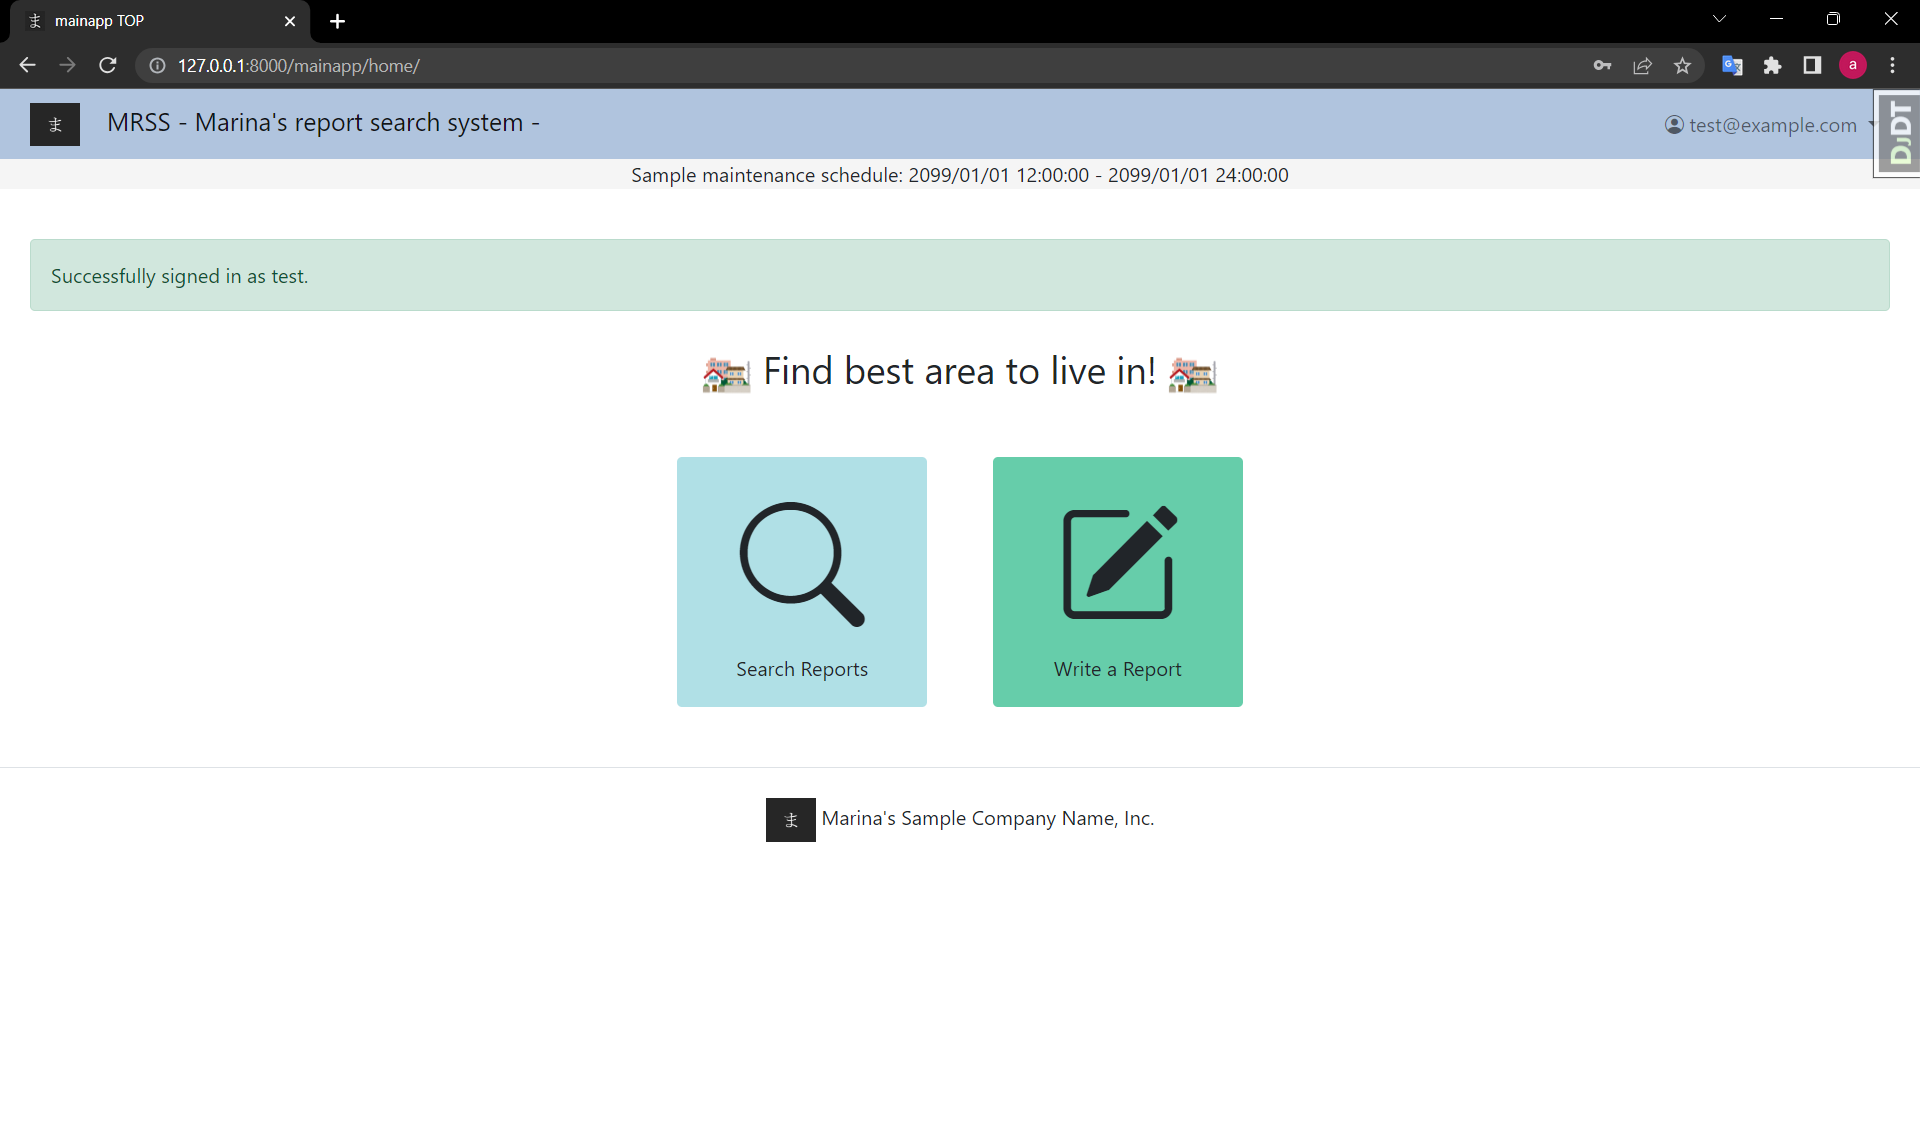 ま mainapp TOP
127.0.0.1:8000/mainapp/home/
a
ま MRSS - Marina's report search system -
test@example.com
DJDT
Sample maintenance schedule: 2099/01/01 12:00:00 - 2099/01/01 24:00:00
Successfully signed in as test.
Find best area to live in!
Search Reports
Write a Report
ま Marina's Sample Company Name, Inc.